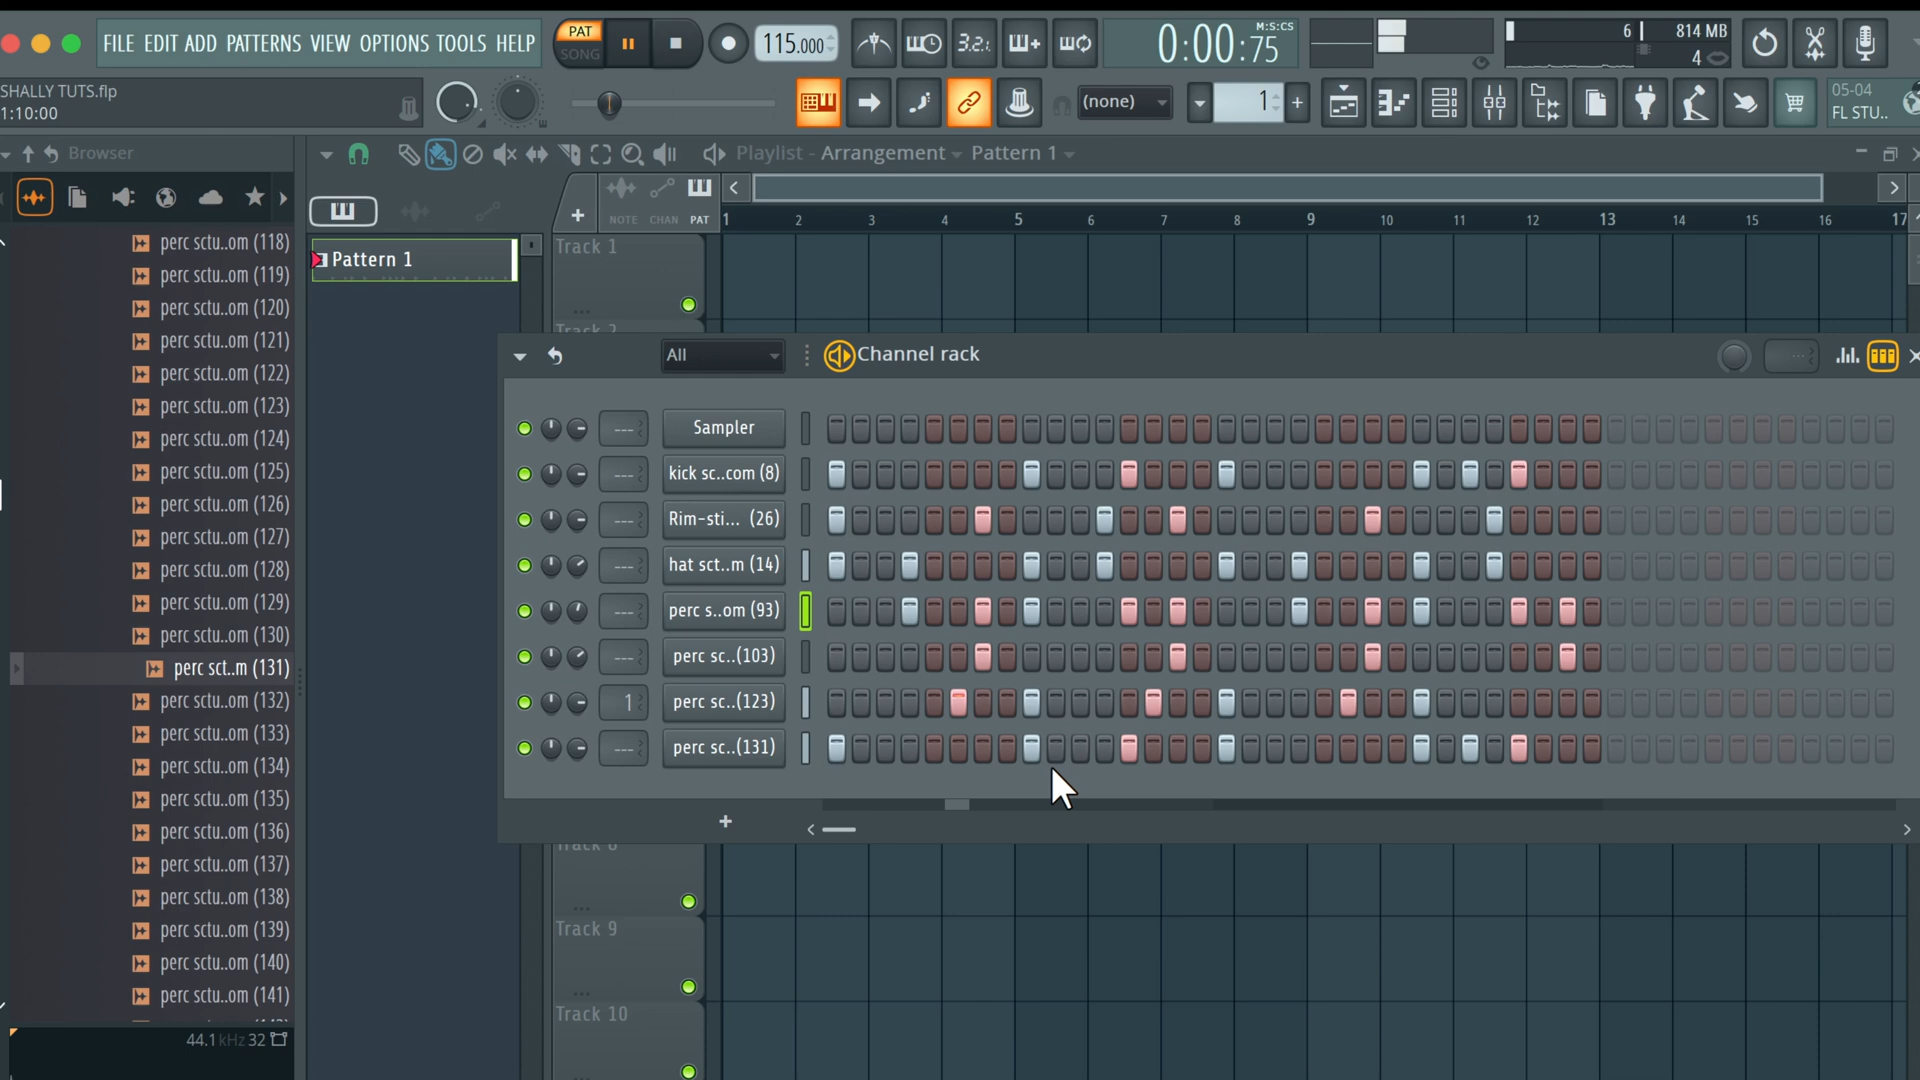 FILE EDIT ADD PATTERNS VIEW OPTIONS TOOLS HELP
PAT
SONG
115.000
3.2.
0:00:75
M:S:CS
6
814 MB
4
SHALLY TUTS.flp
1:10:00
(none)
1
05-04
FL STU..
Browser
Playlist - Arrangement
Pattern 1
NOTE CHAN PAT
1 2 3 4 5 6 7 8 9 10 11 12 13 14 15 16 17
Pattern 1
Track 1
Track 2
perc sctu..om (118)
perc sctu..om (119)
perc sctu..om (120)
perc sctu..om (121)
perc sctu..om (122)
perc sctu..om (123)
perc sctu..om (124)
perc sctu..om (125)
perc sctu..om (126)
perc sctu..om (127)
perc sctu..om (128)
perc sctu..om (129)
perc sctu..om (130)
perc sct..m (131)
perc sctu..om (132)
perc sctu..om (133)
perc sctu..om (134)
perc sctu..om (135)
perc sctu..om (136)
perc sctu..om (137)
perc sctu..om (138)
perc sctu..om (139)
perc sctu..om (140)
perc sctu..om (141)
44.1kHz 32
All
Channel rack
--- Sampler
--- kick sc..com (8)
--- Rim-sti... (26)
--- hat sct..m (14)
--- perc s..om (93)
--- perc sc..(103)
1 perc sc..(123)
--- perc sc..(131)
Track 8
Track 9
Track 10